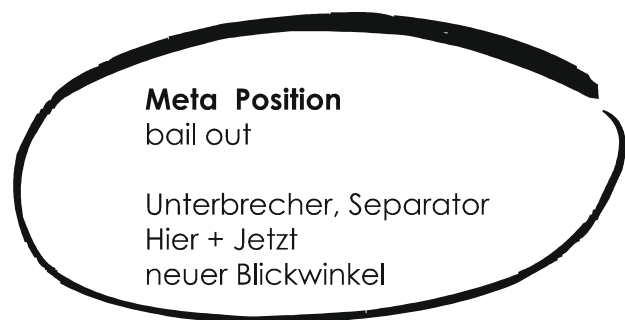 Meta Position
bail out
Unterbrecher, Separator
Hier + Jetzt
neuer Blickwinkel